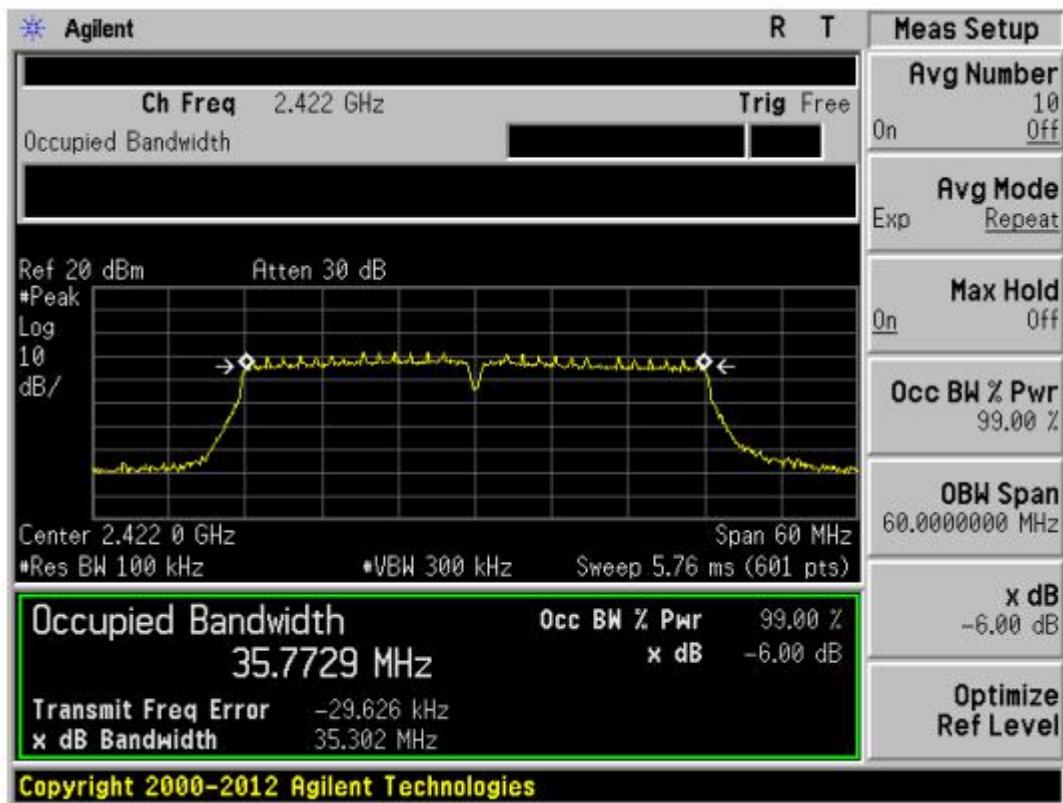 Agilent R T
Ch Freq 2.422 GHz Trig Free
Occupied Bandwidth
Ref 20 dBm Atten 30 dB
#Peak
Log
10
dB/
Center 2.422 0 GHz Span 60 MHz
#Res BW 100 kHz #VBW 300 kHz Sweep 5.76 ms (601 pts)
Occupied Bandwidth Occ BW % Pwr 99.00 %
35.7729 MHz x dB -6.00 dB
Transmit Freq Error -29.626 kHz
x dB Bandwidth 35.302 MHz
Copyright 2000-2012 Agilent Technologies
Meas Setup
Avg Number
10
On Off
Avg Mode
Exp Repeat
Max Hold
On Off
Occ BW % Pwr
99.00 %
OBW Span
60.0000000 MHz
x dB
-6.00 dB
Optimize
Ref Level